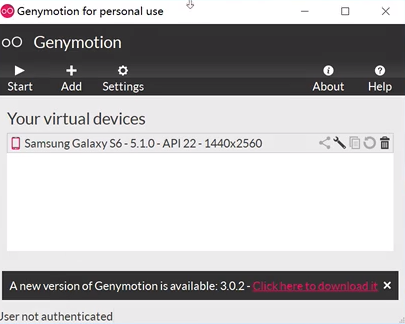 Genymotion for personal use
Genymotion
Start Add Settings About Help
Your virtual devices
Samsung Galaxy S6 - 5.1.0 - API 22 - 1440x2560
A new version of Genymotion is available: 3.0.2 - Click here to download it
User not authenticated